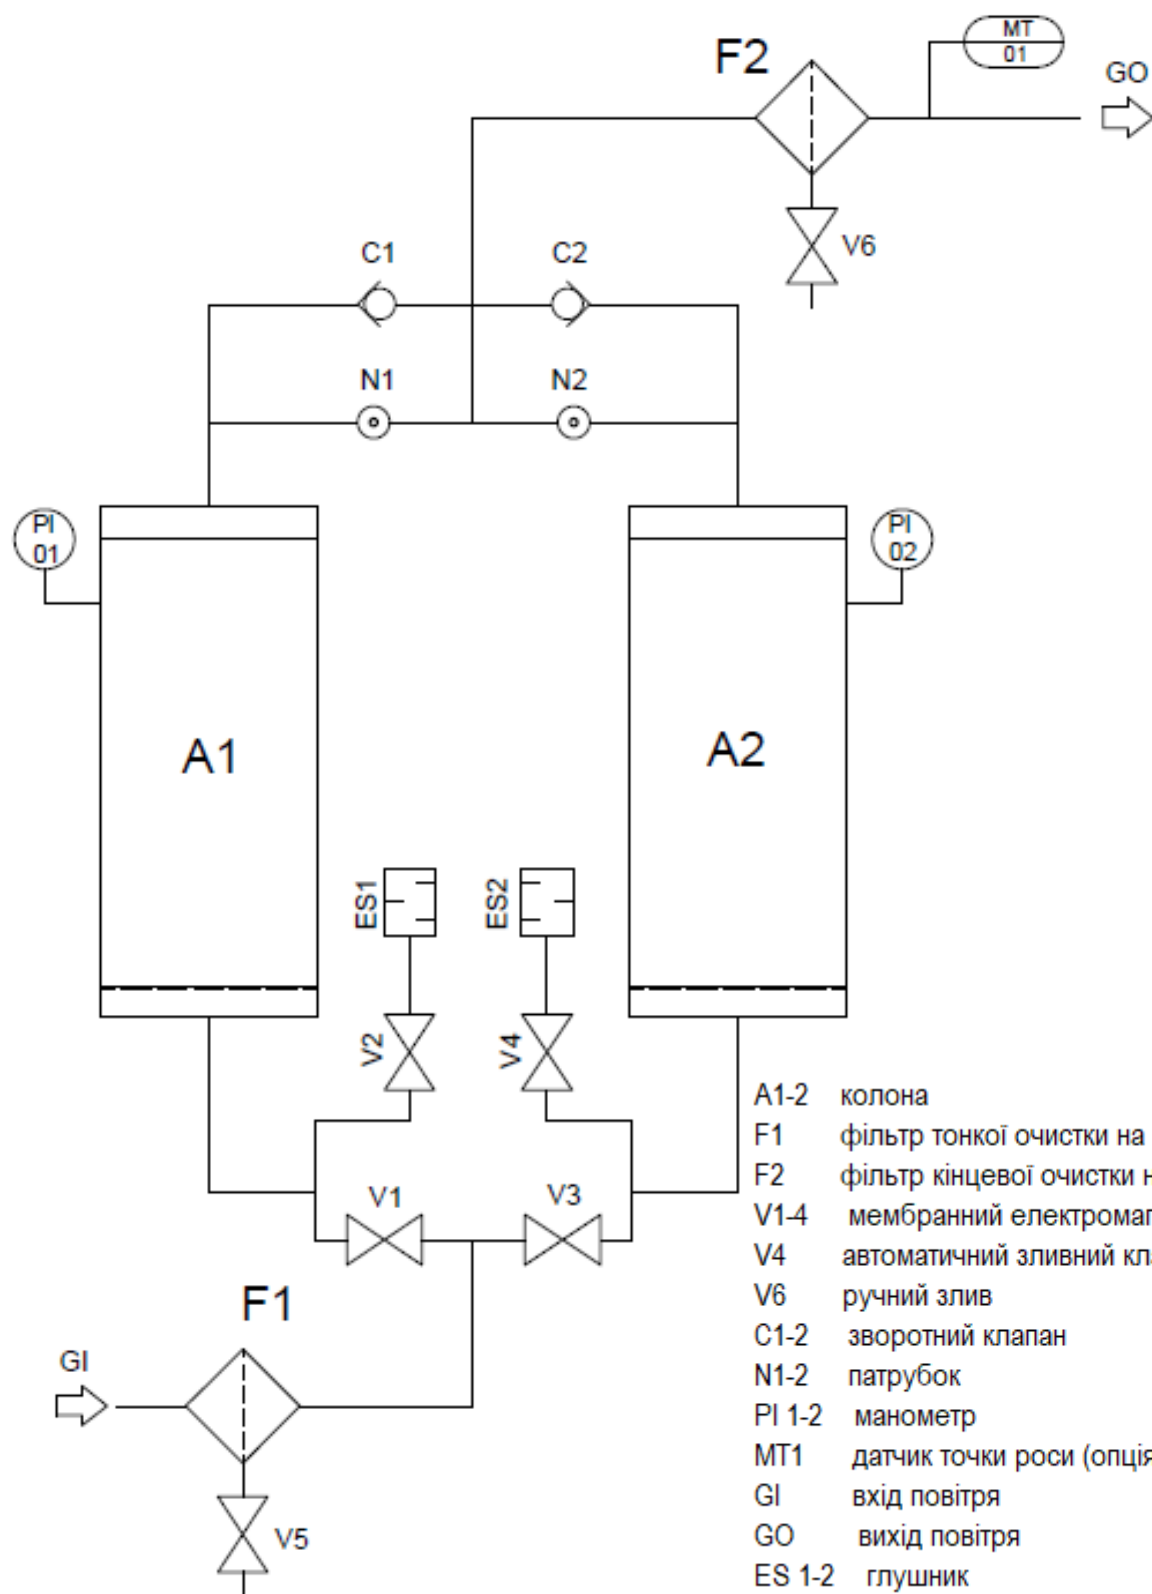 MT
01
F2
GO
V6
C1
C2
N1
N2
PI
01
PI
02
A1
A2
ES1
ES2
V2
V4
V1
V3
F1
GI
V5
A1-2 колона
F1 фільтр тонкої очистки на
F2 фільтр кінцевої очистки
V1-4 мембранний
V4 автоматичний зливний
V6 ручний злив
C1-2 зворотний клапан
N1-2 патрубок
PI 1-2 манометр
MT1 датчик точки роси (опція
GI вхід повітря
GO вихід повітря
ES 1-2 глушник